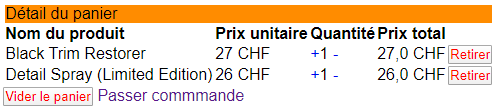 Détail du panier
Nom du produit Prix unitaire Quantité Prix total
Black Trim Restorer 27 CHF +1 - 27,0 CHF Retirer
Detail Spray (Limited Edition) 26 CHF +1 - 26,0 CHF Retirer
Vider le panier Passer commmande